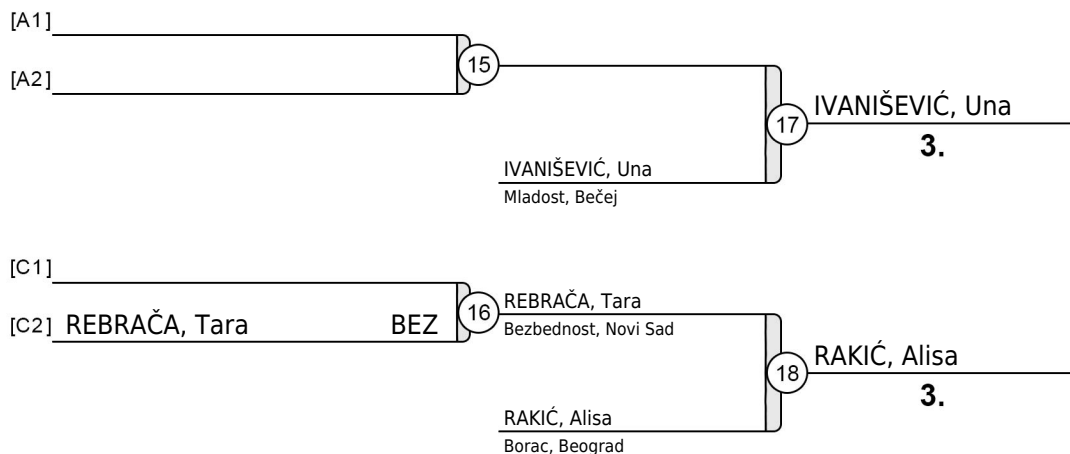 [A1]
[A2]
15
17
IVANIŠEVIĆ, Una
3.
IVANIŠEVIĆ, Una
Mladost, Bečej
[C1]
[C2] REBRAČA, Tara BEZ
16
REBRAČA, Tara
Bezbednost, Novi Sad
18
RAKIĆ, Alisa
3.
RAKIĆ, Alisa
Borac, Beograd